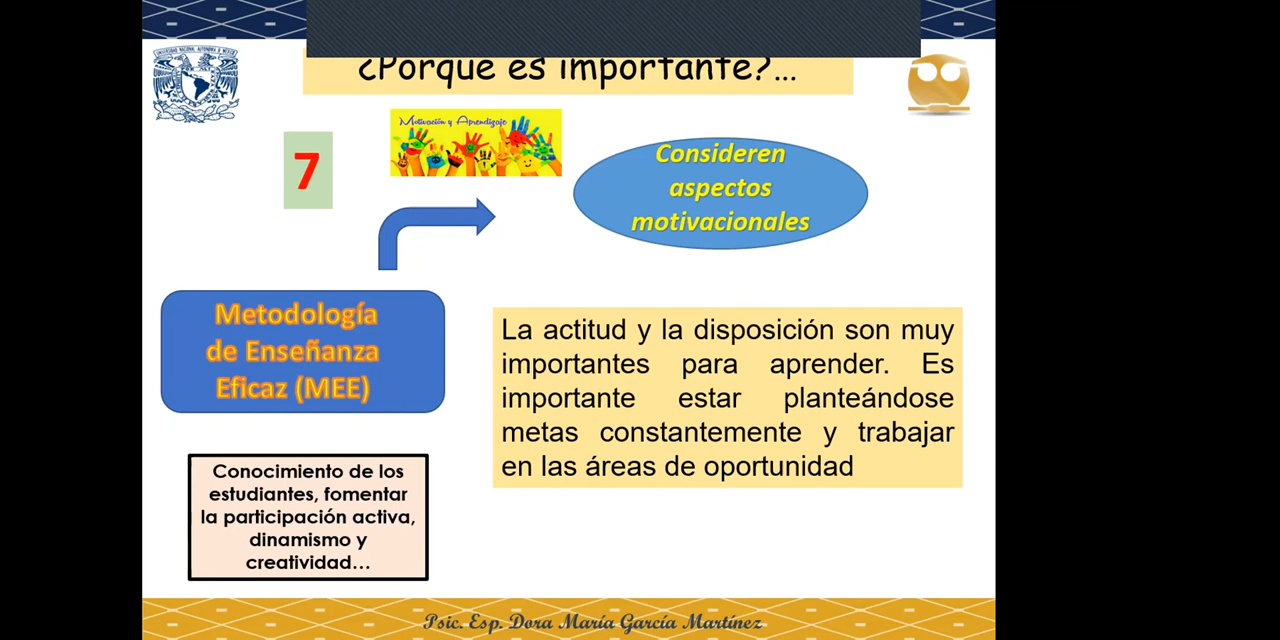 ¿Porque es importante?...
Motivación y Aprendizaje
7
Consideren
aspectos
motivacionales
Metodología
de Enseñanza
Eficaz (MEE)
La actitud y la disposición son muy
importantes para aprender. Es
importante estar planteándose
metas constantemente y trabajar
en las áreas de oportunidad
Conocimiento de los
estudiantes, fomentar
la participación activa,
dinamismo y
creatividad...
Psic. Esp. Dora María García Martínez